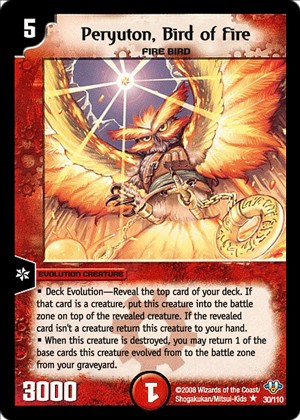 5
Peryuton, Bird of Fire
FIRE BIRD
EVOLUTION CREATURE
▪ Deck Evolution—Reveal the top card of your deck. If
that card is a creature, put this creature into the battle
zone on top of the revealed creature. If the revealed
card isn't a creature return this creature to your hand.
▪ When this creature is destroyed, you may return 1 of the
base cards this creature evolved from to the battle zone
from your graveyard.
3000
1
©2008 Wizards of the Coast/
Shogakukan/Mitsui-Kids ★ 30/110